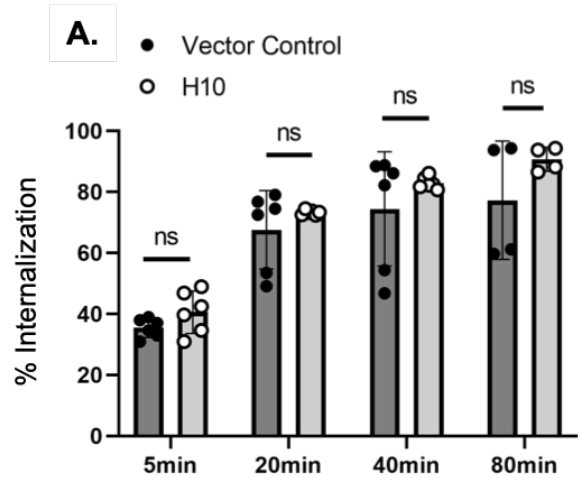 A.
Vector Control
H10
ns
ns
ns
ns
% Internalization
100
80
60
40
20
0
5min
20min
40min
80min